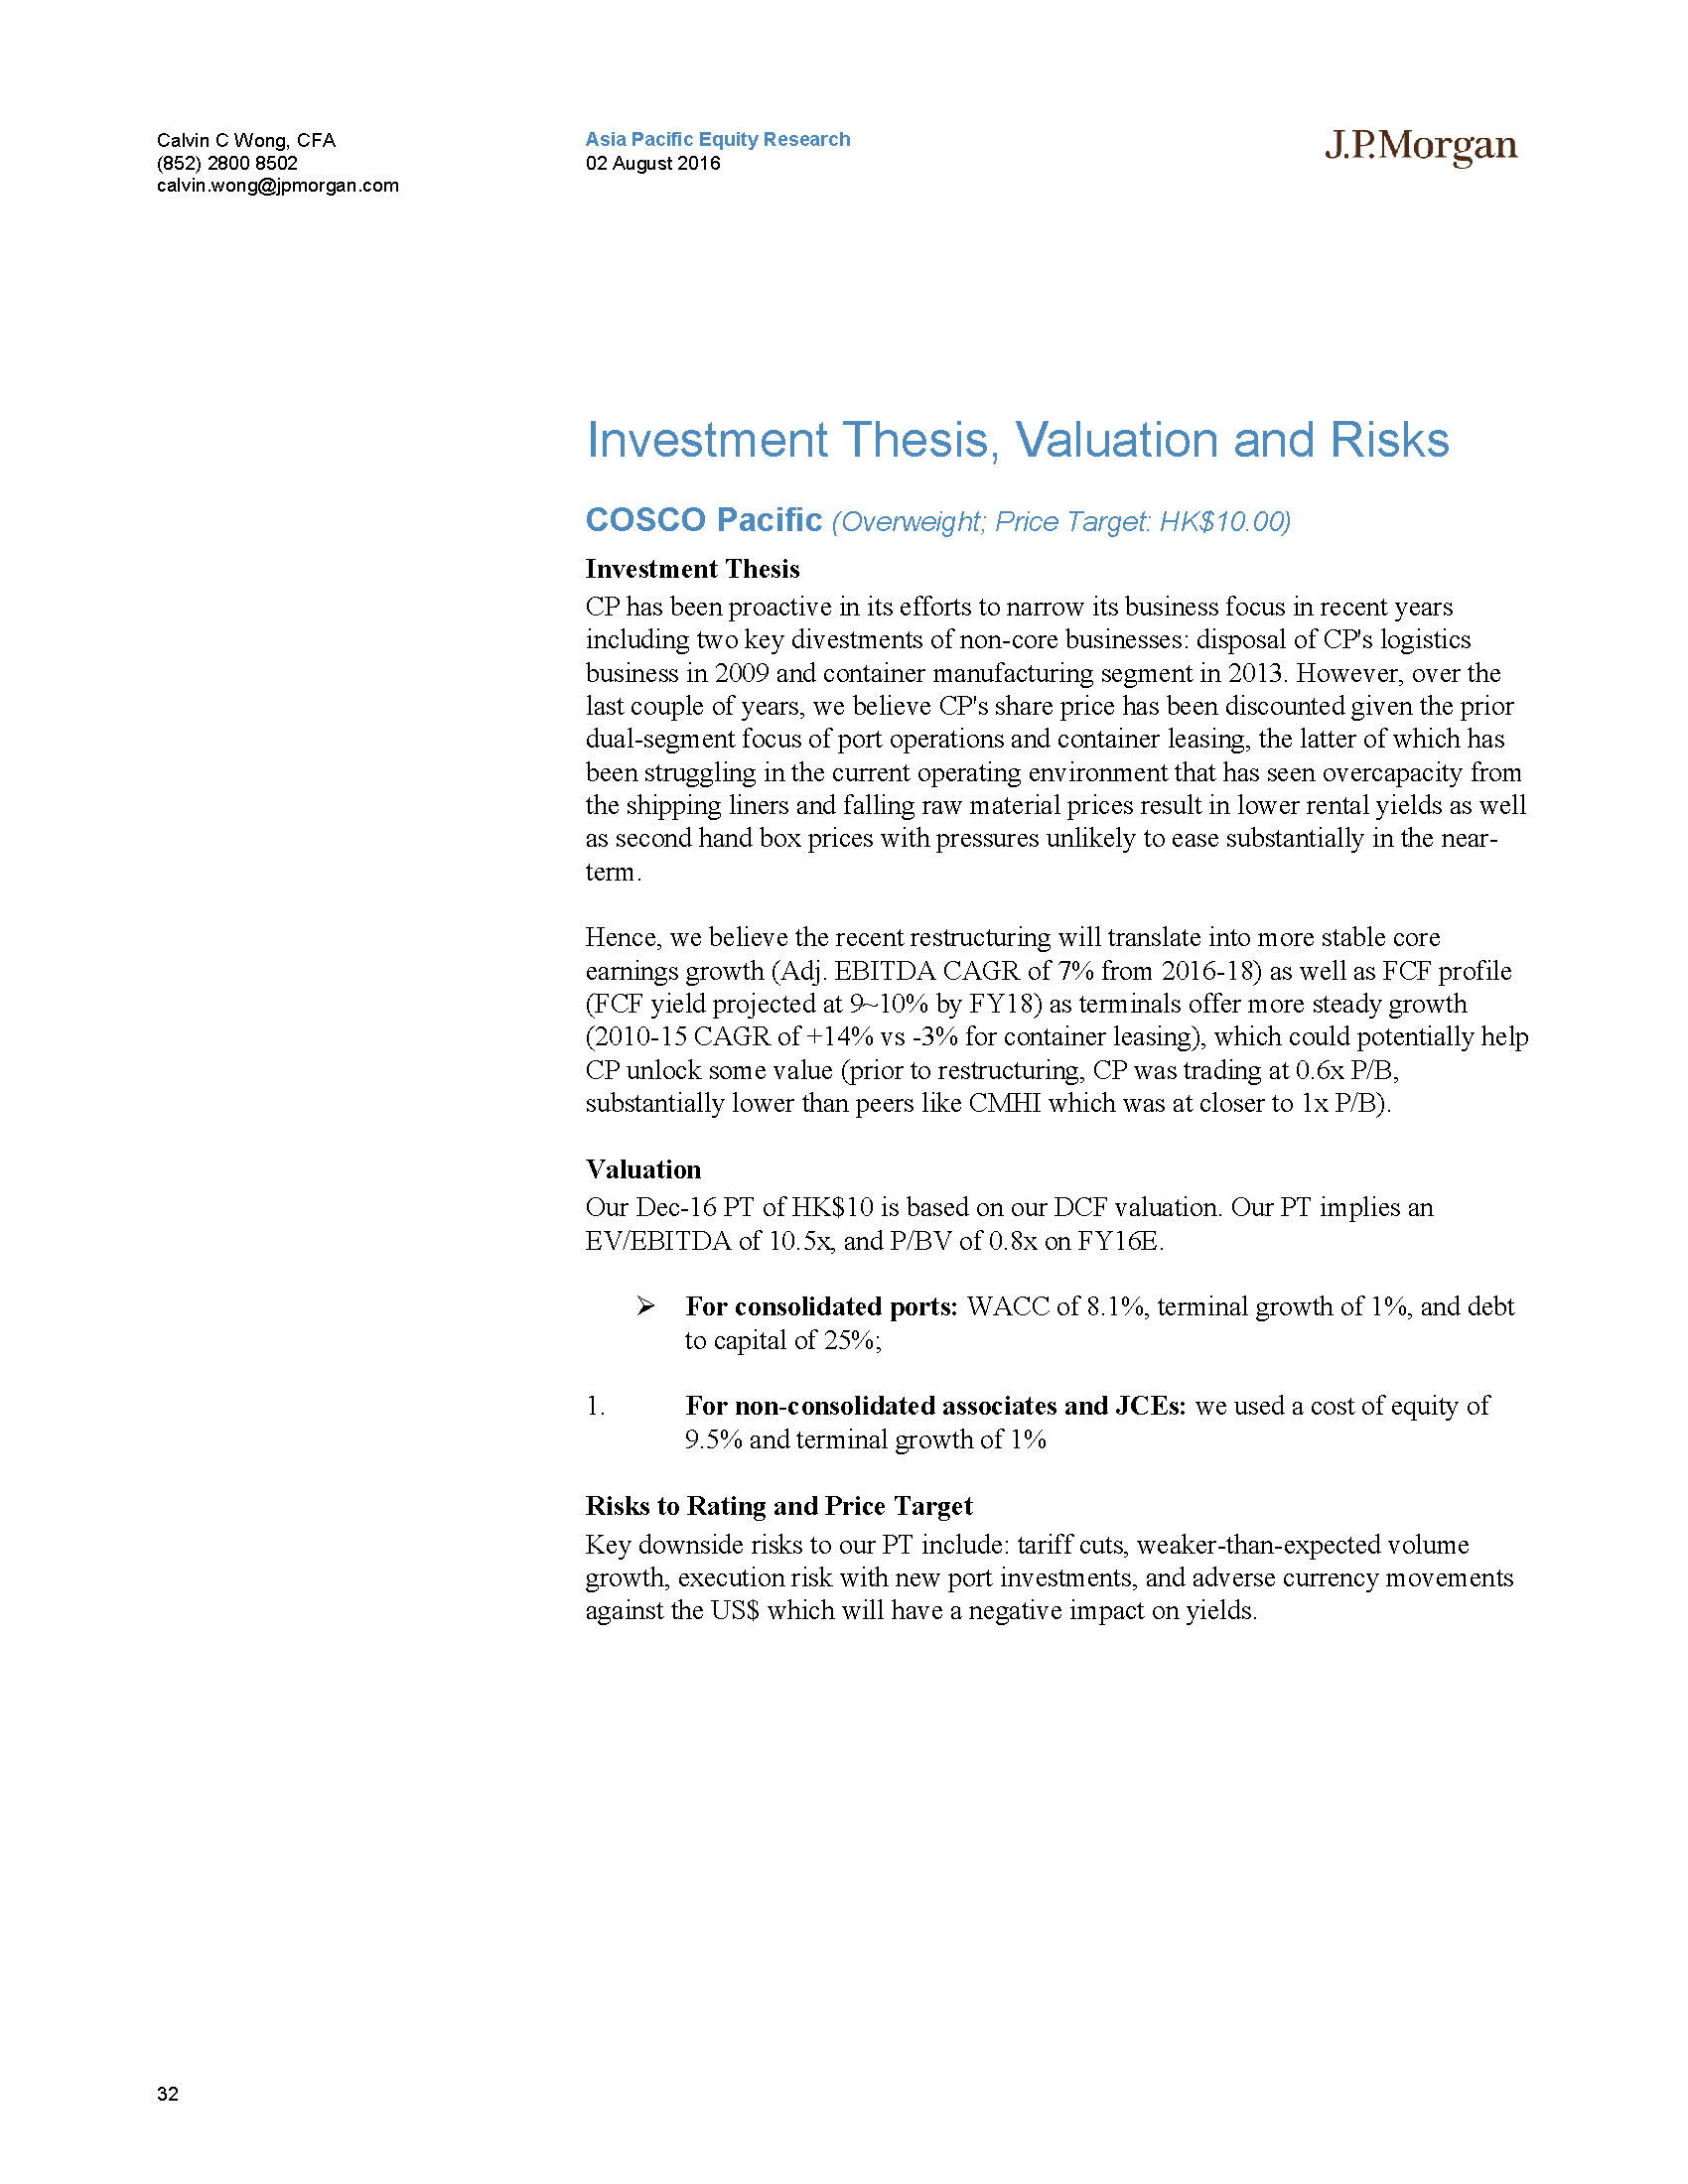 Calvin C Wong, CFA
(852) 2800 8502
calvin.wong@jpmorgan.com
Asia Pacific Equity Research
02 August 2016
J.P.Morgan
Investment Thesis, Valuation and Risks
COSCO Pacific (Overweight; Price Target: HK$10.00)
Investment Thesis
CP has been proactive in its efforts to narrow its business focus in recent years
including two key divestments of non-core businesses: disposal of CP's logistics
business in 2009 and container manufacturing segment in 2013. However, over the
last couple of years, we believe CP's share price has been discounted given the prior
dual-segment focus of port operations and container leasing, the latter of which has
been struggling in the current operating environment that has seen overcapacity from
the shipping liners and falling raw material prices result in lower rental yields as well
as second hand box prices with pressures unlikely to ease substantially in the near-
term.
Hence, we believe the recent restructuring will translate into more stable core
earnings growth (Adj. EBITDA CAGR of 7% from 2016-18) as well as FCF profile
(FCF yield projected at 9~10% by FY18) as terminals offer more steady growth
(2010-15 CAGR of +14% vs -3% for container leasing), which could potentially help
CP unlock some value (prior to restructuring, CP was trading at 0.6x P/B,
substantially lower than peers like CMHI which was at closer to 1x P/B).
Valuation
Our Dec-16 PT of HK$10 is based on our DCF valuation. Our PT implies an
EV/EBITDA of 10.5x, and P/BV of 0.8x on FY16E.
➢ For consolidated ports: WACC of 8.1%, terminal growth of 1%, and debt
to capital of 25%;
1. For non-consolidated associates and JCEs: we used a cost of equity of
9.5% and terminal growth of 1%
Risks to Rating and Price Target
Key downside risks to our PT include: tariff cuts, weaker-than-expected volume
growth, execution risk with new port investments, and adverse currency movements
against the US$ which will have a negative impact on yields.
32